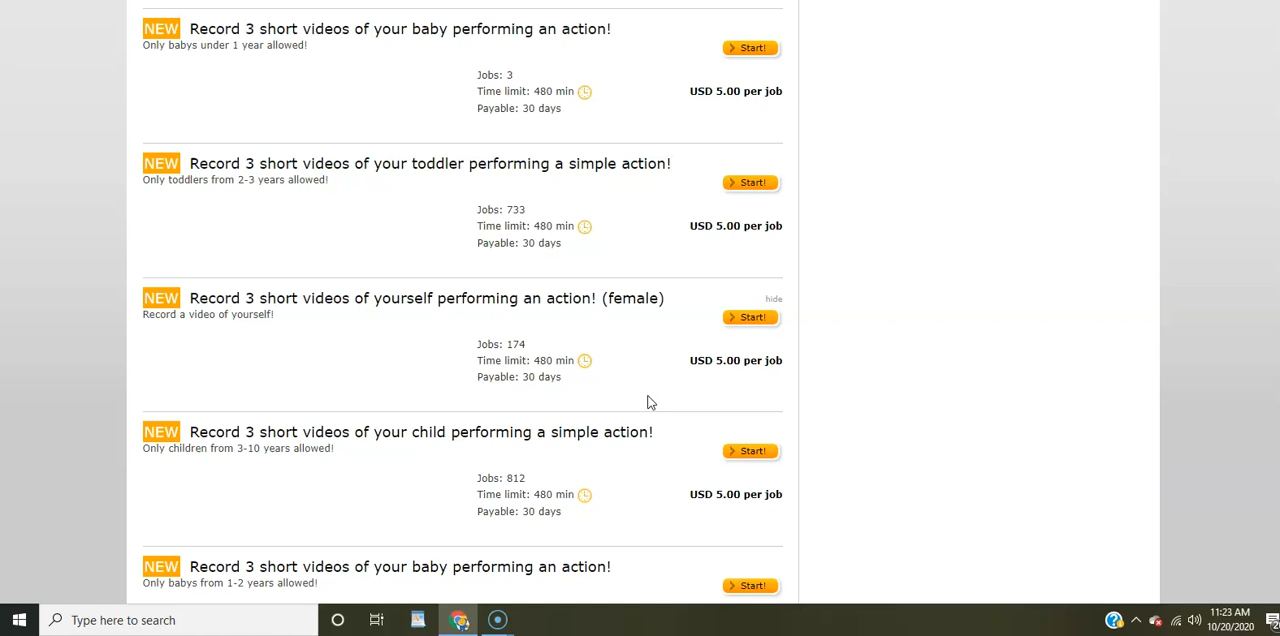 NEW Record 3 short videos of your baby performing an action!
Only babys under 1 year allowed!
Start!
Jobs: 3
Time limit: 480 min
USD 5.00 per job
Payable: 30 days
NEW Record 3 short videos of your toddler performing a simple action!
Only toddlers from 2-3 years allowed!
Start!
Jobs: 733
Time limit: 480 min
USD 5.00 per job
Payable: 30 days
NEW Record 3 short videos of yourself performing an action! (female)
hide
Record a video of yourself!
Start!
Jobs: 174
Time limit: 480 min
USD 5.00 per job
Payable: 30 days
NEW Record 3 short videos of your child performing a simple action!
Only children from 3-10 years allowed!
Start!
Jobs: 812
Time limit: 480 min
USD 5.00 per job
Payable: 30 days
NEW Record 3 short videos of your baby performing an action!
Only babys from 1-2 years allowed!
Start!
Type here to search
11:23 AM
10/20/2020